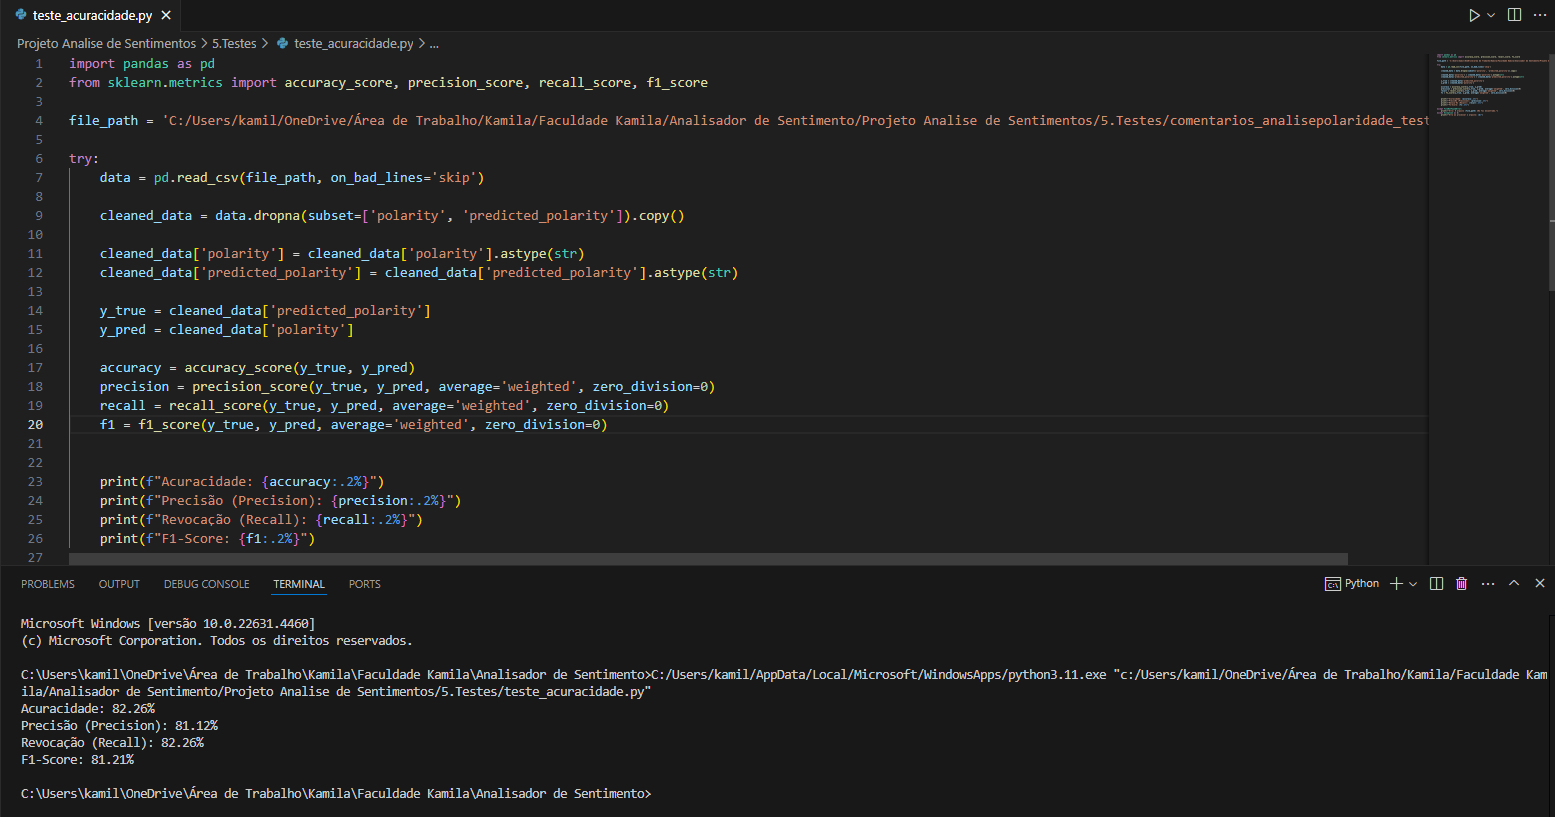 teste_acuracidade.py
Projeto Analise de Sentimentos > 5.Testes > teste_acuracidade.py > ...
1 import pandas as pd
2 from sklearn.metrics import accuracy_score, precision_score, recall_score, f1_score
3
4 file_path = 'C:/Users/kamil/OneDrive/Área de Trabalho/Kamila/Faculdade Kamila/Analisador de Sentimento/Projeto Analise de Sentimentos/5.Testes/comentarios_analisepolaridade_test
5
6 try:
7 data = pd.read_csv(file_path, on_bad_lines='skip')
8
9 cleaned_data = data.dropna(subset=['polarity', 'predicted_polarity']).copy()
10
11 cleaned_data['polarity'] = cleaned_data['polarity'].astype(str)
12 cleaned_data['predicted_polarity'] = cleaned_data['predicted_polarity'].astype(str)
13
14 y_true = cleaned_data['predicted_polarity']
15 y_pred = cleaned_data['polarity']
16
17 accuracy = accuracy_score(y_true, y_pred)
18 precision = precision_score(y_true, y_pred, average='weighted', zero_division=0)
19 recall = recall_score(y_true, y_pred, average='weighted', zero_division=0)
20 f1 = f1_score(y_true, y_pred, average='weighted', zero_division=0)
21
22
23 print(f"Acuracidade: {accuracy:.2%}")
24 print(f"Precisão (Precision): {precision:.2%}")
25 print(f"Revocação (Recall): {recall:.2%}")
26 print(f"F1-Score: {f1:.2%}")
27
PROBLEMS OUTPUT DEBUG CONSOLE TERMINAL PORTS Python
Microsoft Windows [versão 10.0.22631.4460]
(c) Microsoft Corporation. Todos os direitos reservados.
C:\Users\kamil\OneDrive\Área de Trabalho\Kamila\Faculdade Kamila\Analisador de Sentimento>C:/Users/kamil/AppData/Local/Microsoft/WindowsApps/python3.11.exe "c:/Users/kamil/OneDrive/Área de Trabalho/Kamila/Faculdade Kam
ila/Analisador de Sentimento/Projeto Analise de Sentimentos/5.Testes/teste_acuracidade.py"
Acuracidade: 82.26%
Precisão (Precision): 81.12%
Revocação (Recall): 82.26%
F1-Score: 81.21%
C:\Users\kamil\OneDrive\Área de Trabalho\Kamila\Faculdade Kamila\Analisador de Sentimento>